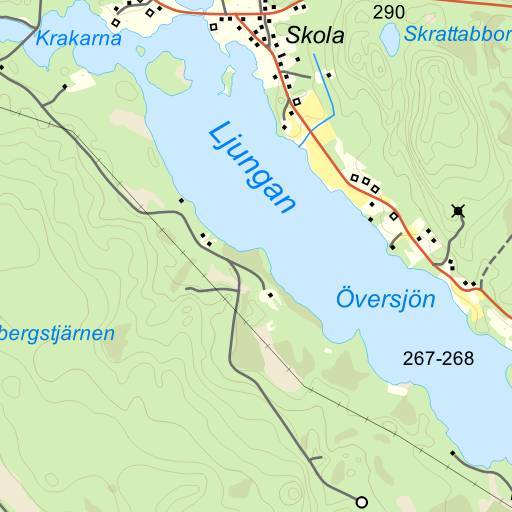 290
Krakarna
Skola
Skrattabbor
Ljungan
Översjön
bergstjärnen
267-268